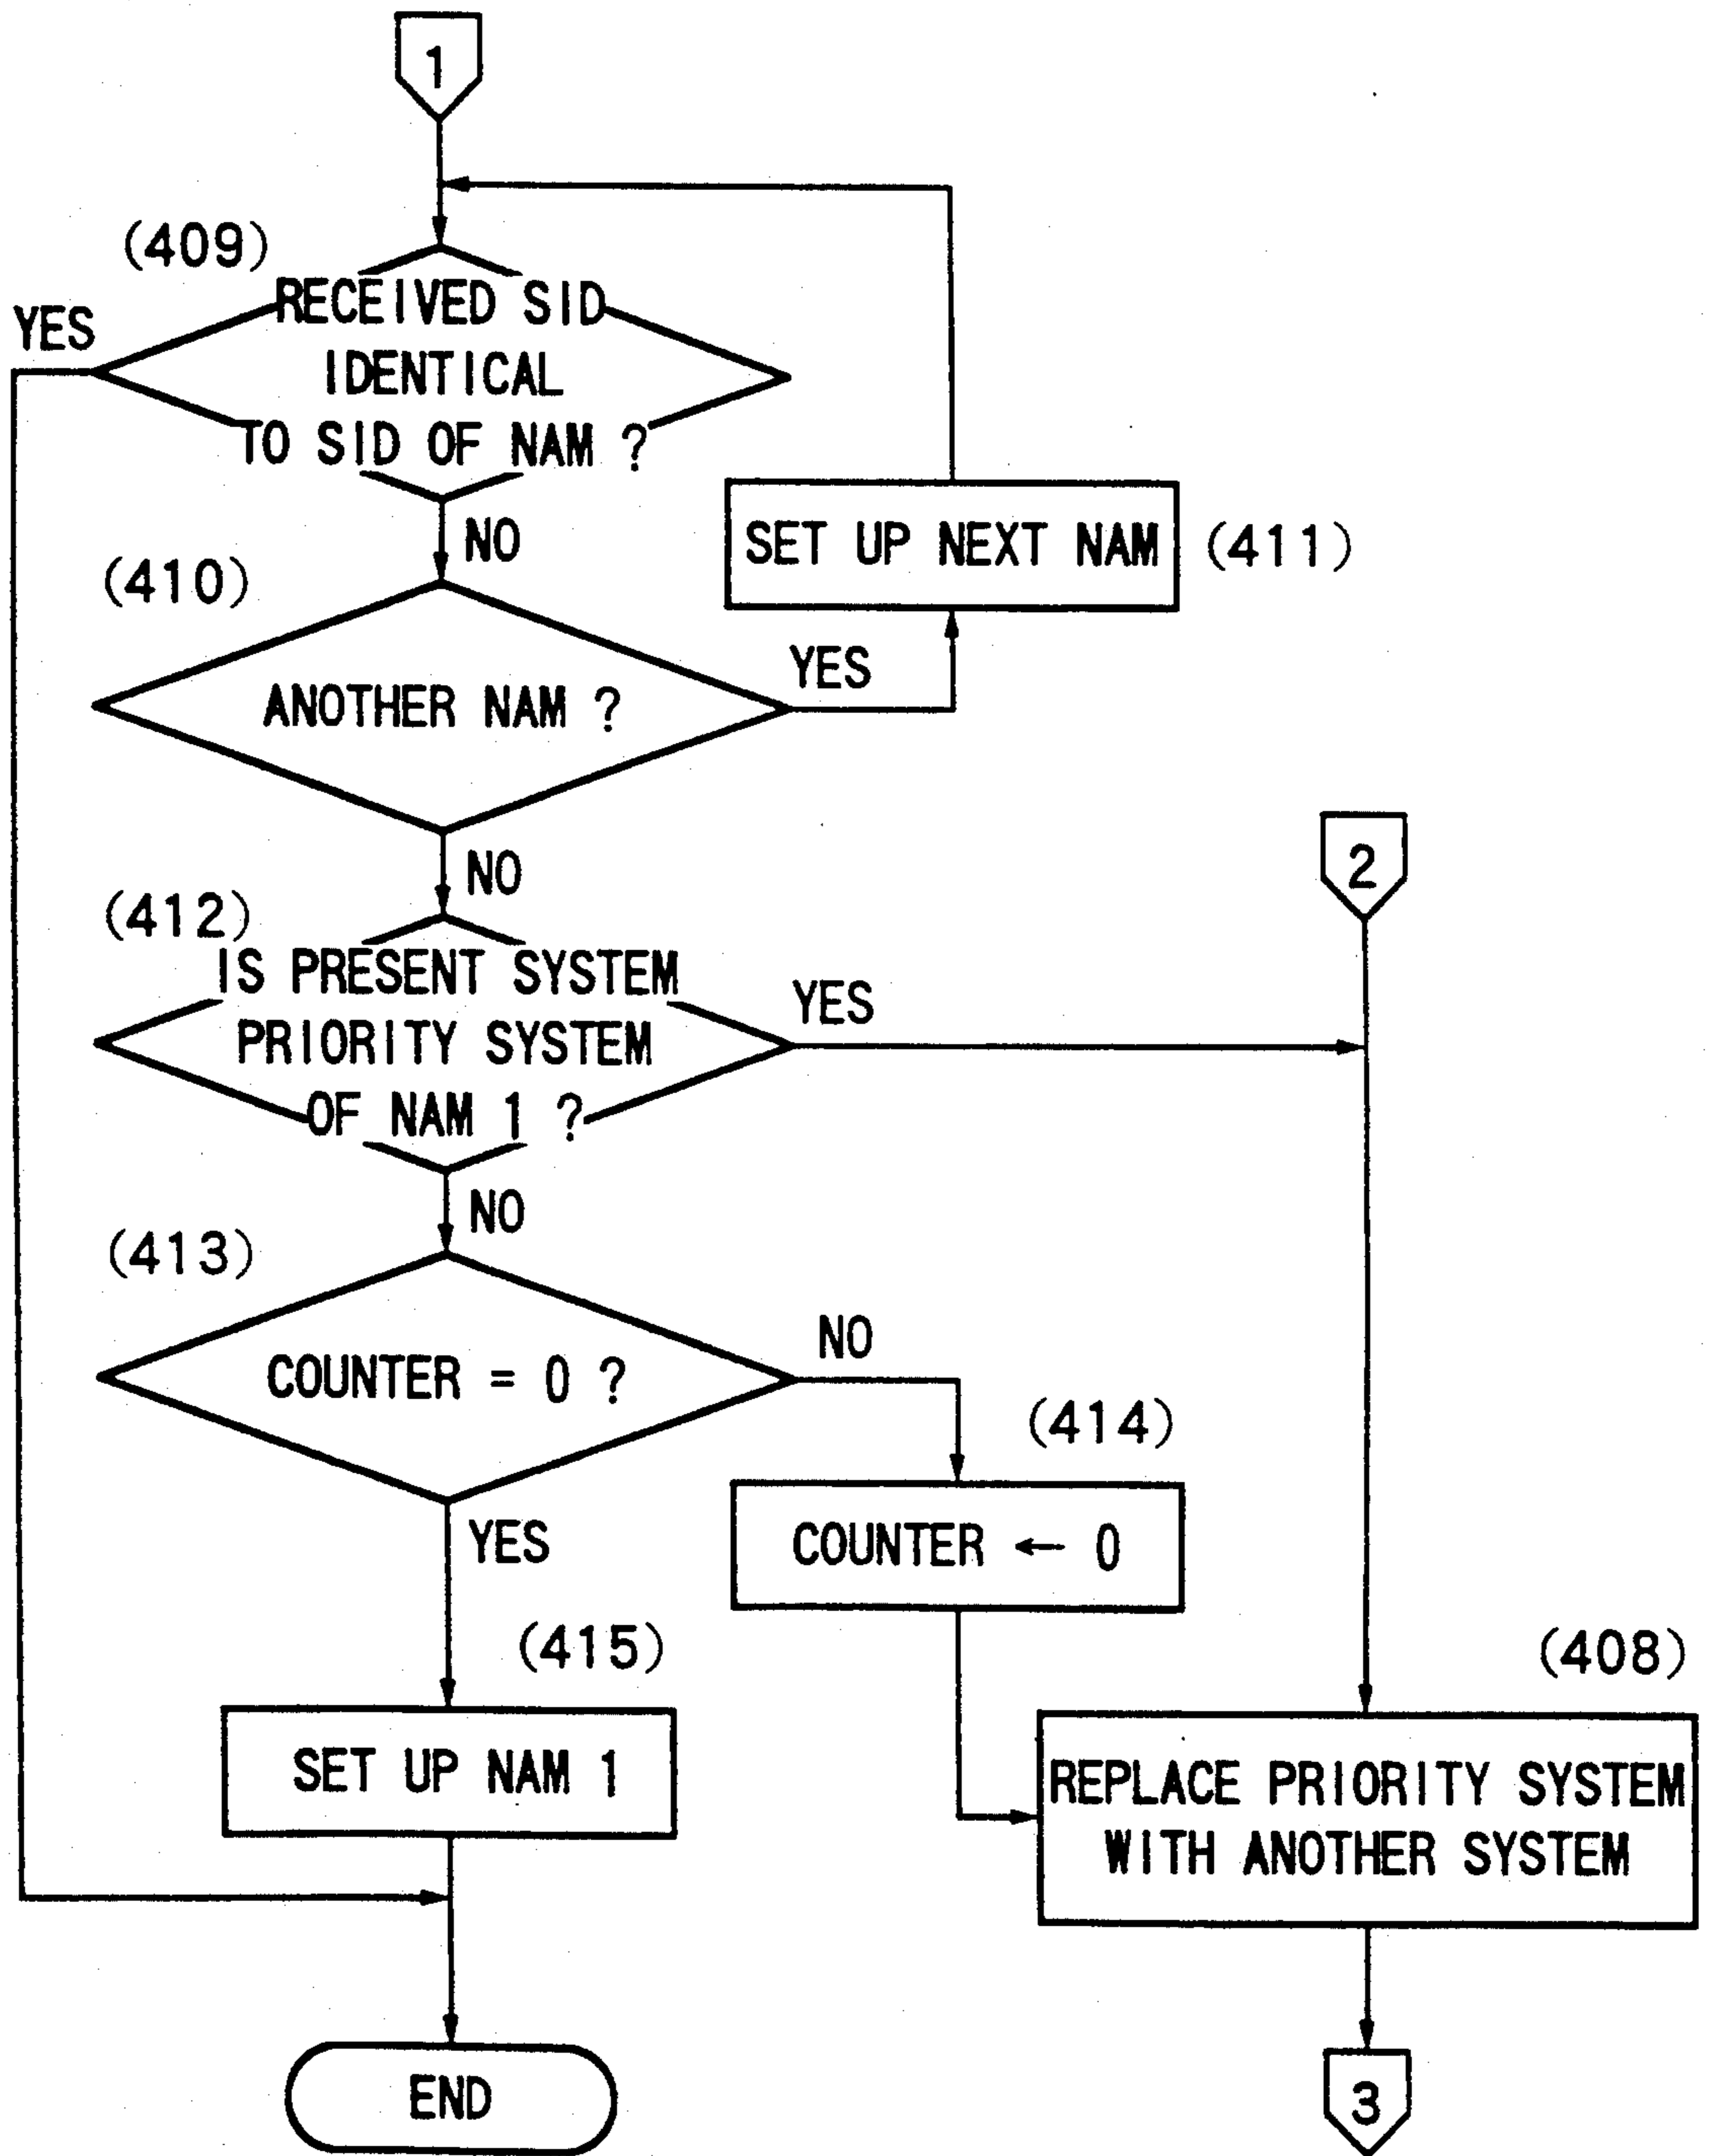 1
(409)
RECEIVED SID
IDENTICAL
TO SID OF NAM ?
YES
NO
SET UP NEXT NAM
(411)
(410)
ANOTHER NAM ?
YES
NO
2
(412)
IS PRESENT SYSTEM
PRIORITY SYSTEM
OF NAM 1 ?
YES
NO
(413)
COUNTER = 0 ?
NO
YES
(414)
COUNTER ← 0
(415)
SET UP NAM 1
(408)
REPLACE PRIORITY SYSTEM
WITH ANOTHER SYSTEM
END
3